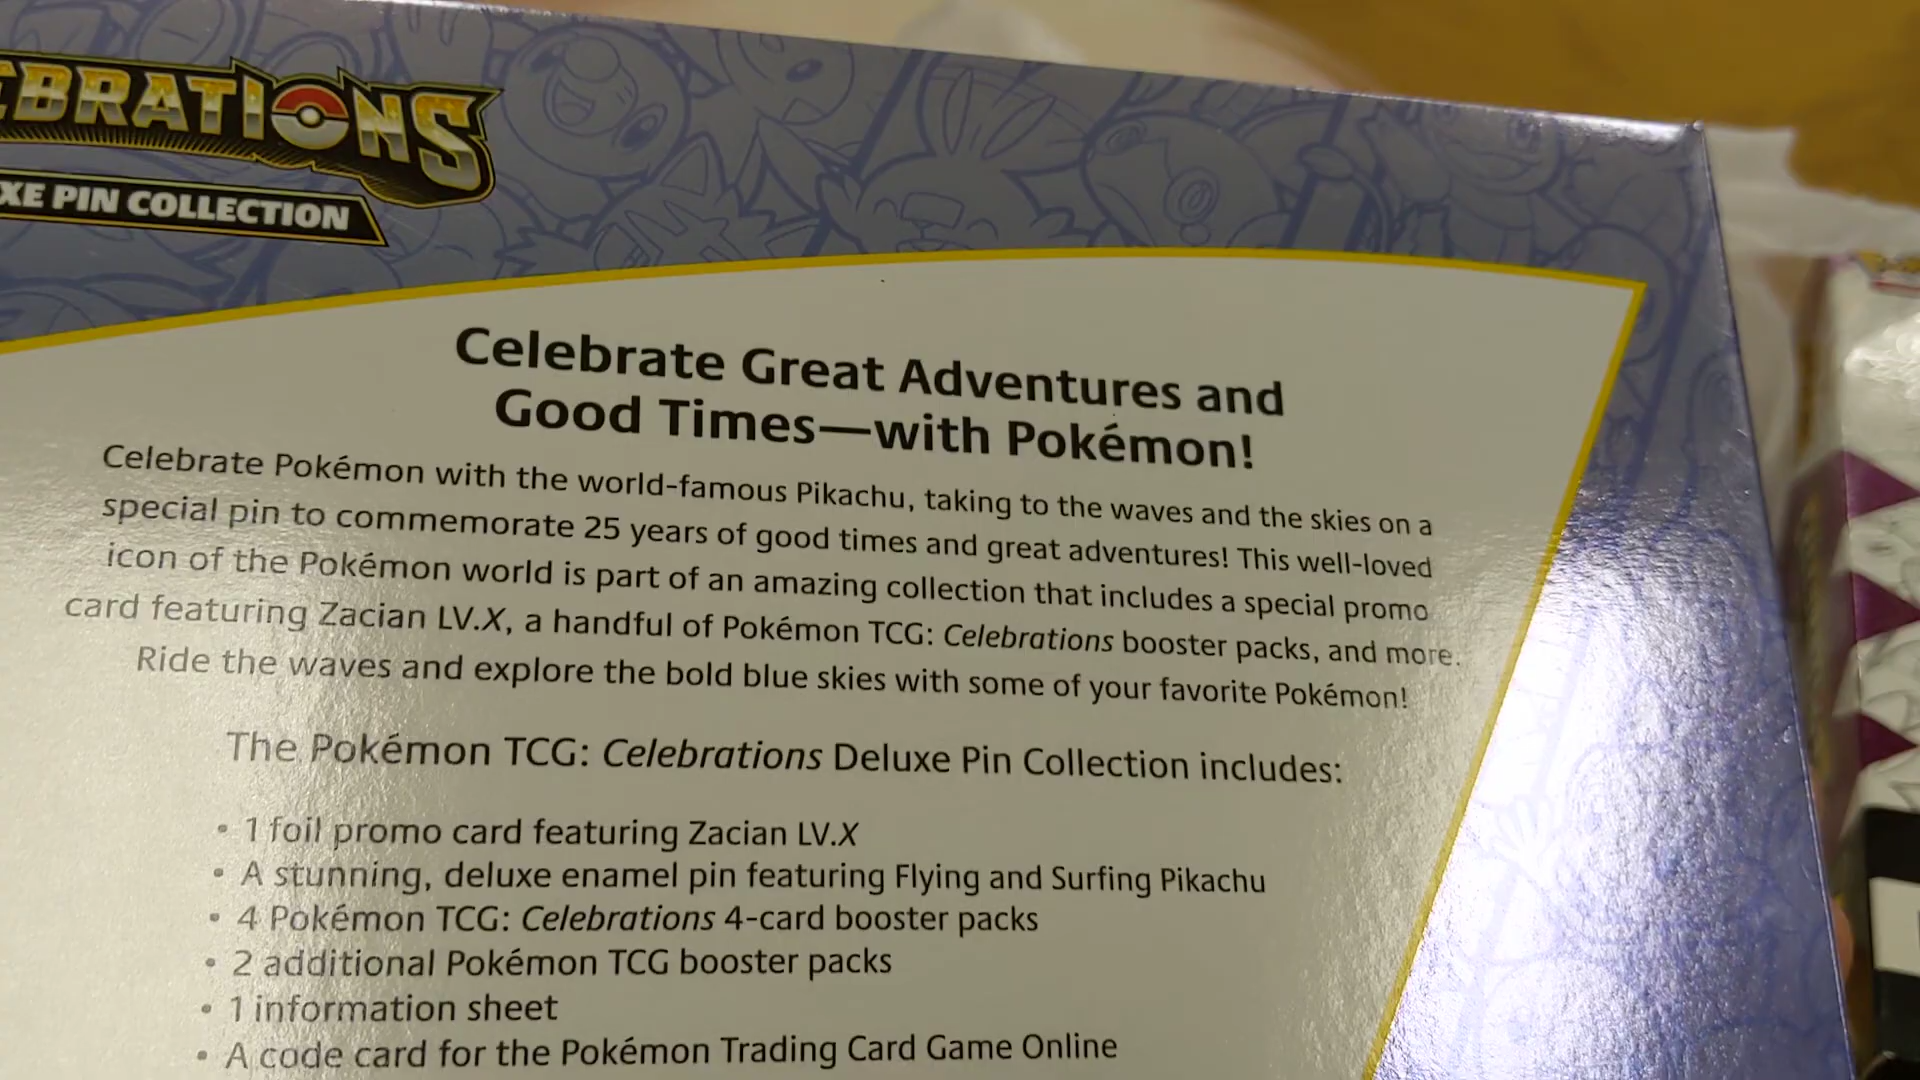 EBRATIONS
XE PIN COLLECTION
Celebrate Great Adventures and
Good Times—with Pokémon!
Celebrate Pokémon with the world-famous Pikachu, taking to the waves and the skies on a
special pin to commemorate 25 years of good times and great adventures! This well-loved
icon of the Pokémon world is part of an amazing collection that includes a special promo
card featuring Zacian LV.X, a handful of Pokémon TCG: Celebrations booster packs, and more.
Ride the waves and explore the bold blue skies with some of your favorite Pokémon!
The Pokémon TCG: Celebrations Deluxe Pin Collection includes:
• 1 foil promo card featuring Zacian LV.X
• A stunning, deluxe enamel pin featuring Flying and Surfing Pikachu
• 4 Pokémon TCG: Celebrations 4-card booster packs
• 2 additional Pokémon TCG booster packs
• 1 information sheet
• A code card for the Pokémon Trading Card Game Online